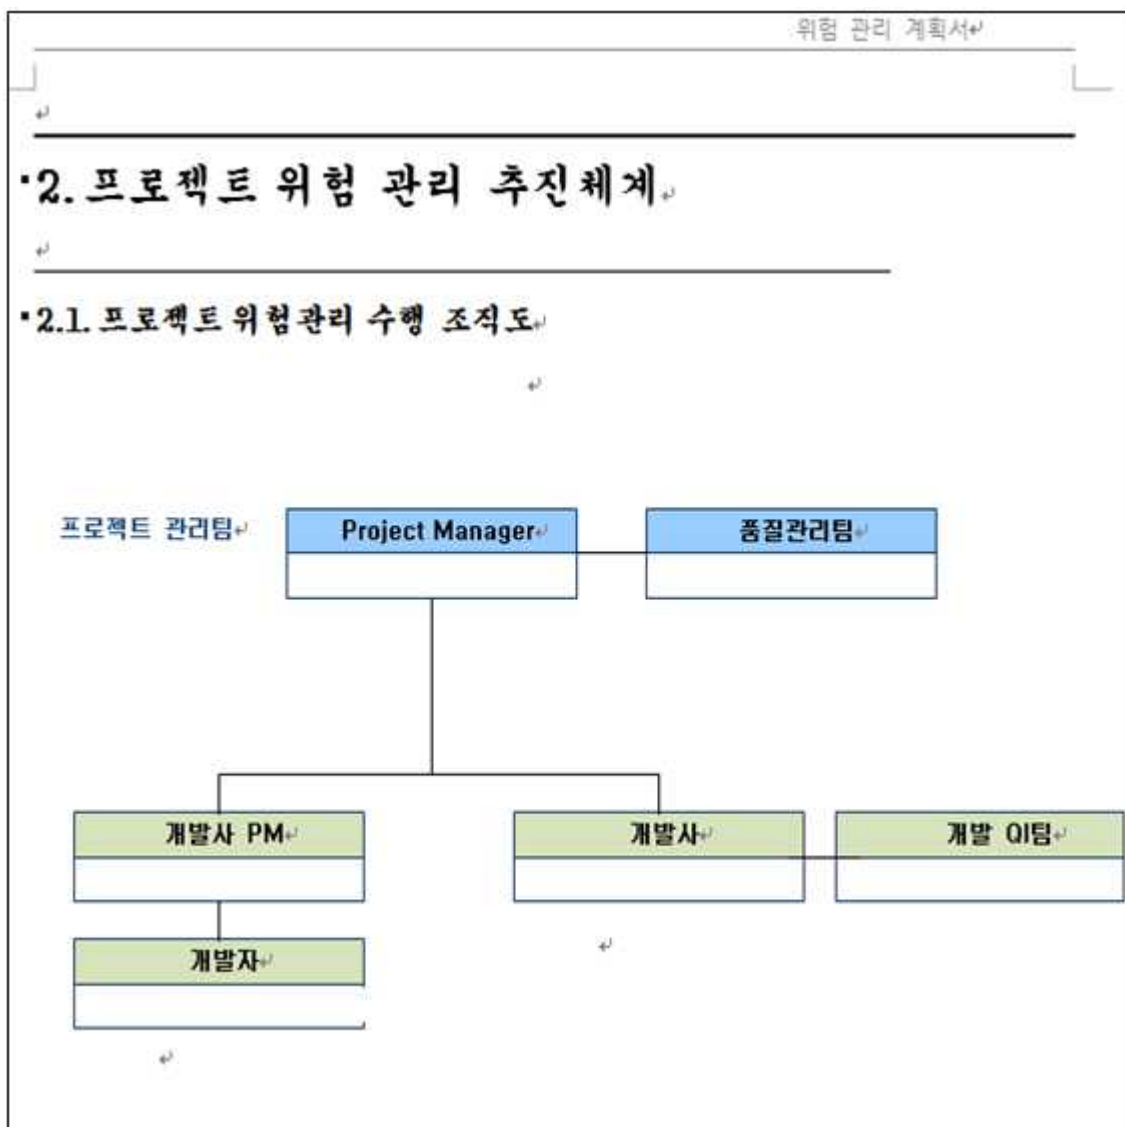 위험 관리 계획서
2. 프로젝트 위험 관리 추진체계
2.1. 프로젝트 위험관리 수행 조직도
프로젝트 관리팀
Project Manager
품질관리팀
개발사 PM
개발사
개발 QI팀
개발자